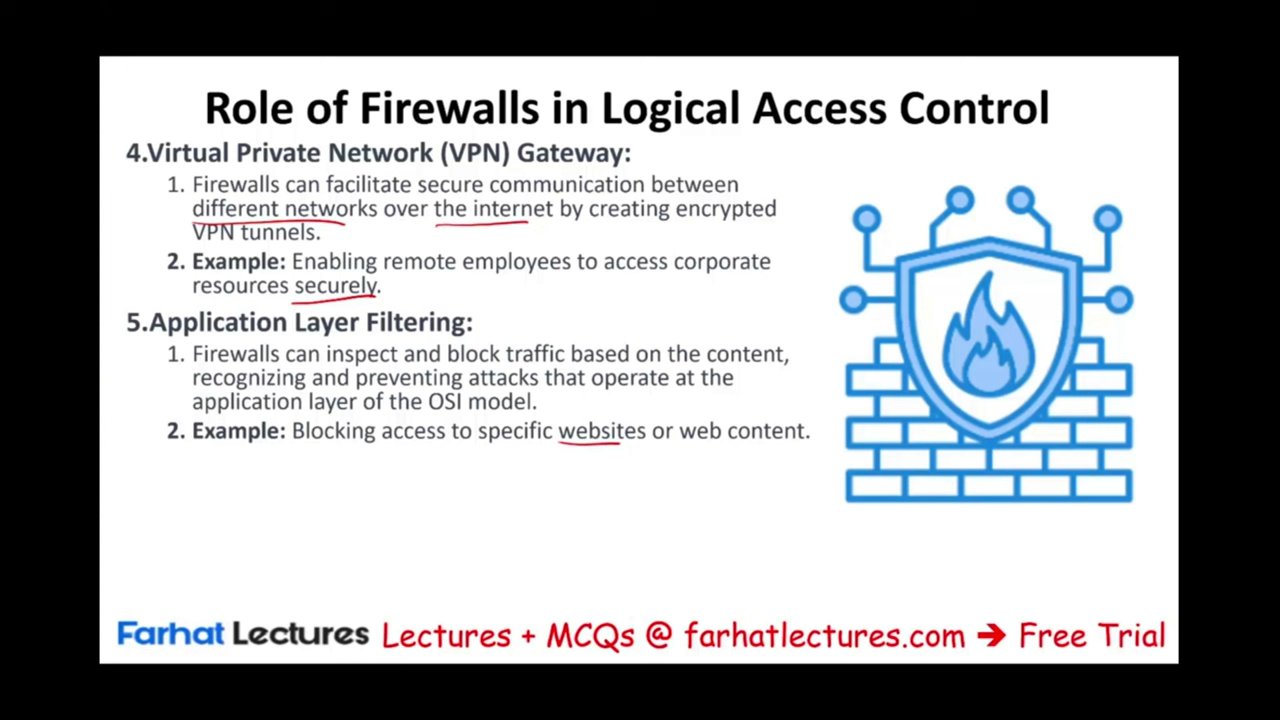 Role of Firewalls in Logical Access Control
4.Virtual Private Network (VPN) Gateway:
1. Firewalls can facilitate secure communication between
different networks over the internet by creating encrypted
VPN tunnels.
2. Example: Enabling remote employees to access corporate
resources securely.
5.Application Layer Filtering:
1. Firewalls can inspect and block traffic based on the content,
recognizing and preventing attacks that operate at the
application layer of the OSI model.
2. Example: Blocking access to specific websites or web content.
Farhat Lectures Lectures + MCQs @ farhatlectures.com → Free Trial